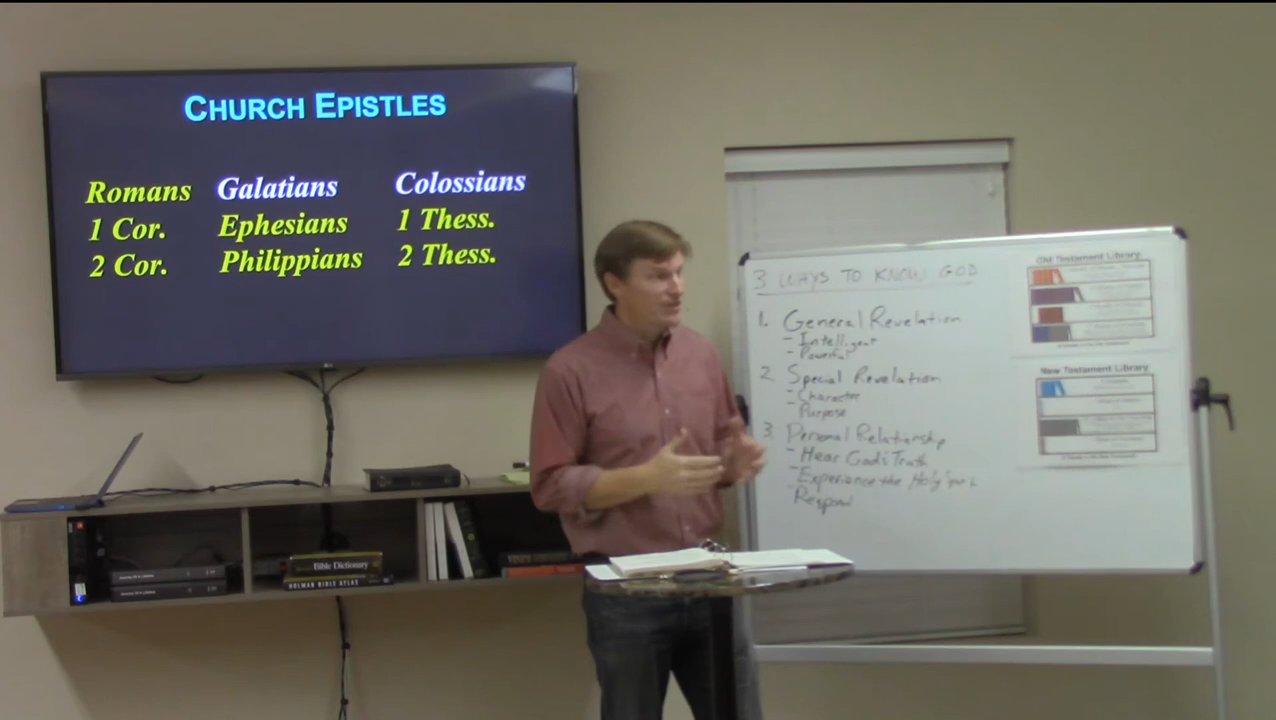 CHURCH EPISTLES
Romans Galatians Colossians
1 Cor. Ephesians 1 Thess.
2 Cor. Philippians 2 Thess.
3 WAYS TO KNOW GOD
1. General Revelation
- Intelligent
- Powerful
2. Special Revelation
- Character
- Purpose
3. Personal Relationship
- Hear God's Truth
- Experience the Holy
- Respond
Old Testament Library
New Testament Library
Bible Dictionary
HOLMAN BIBLE ATLAS